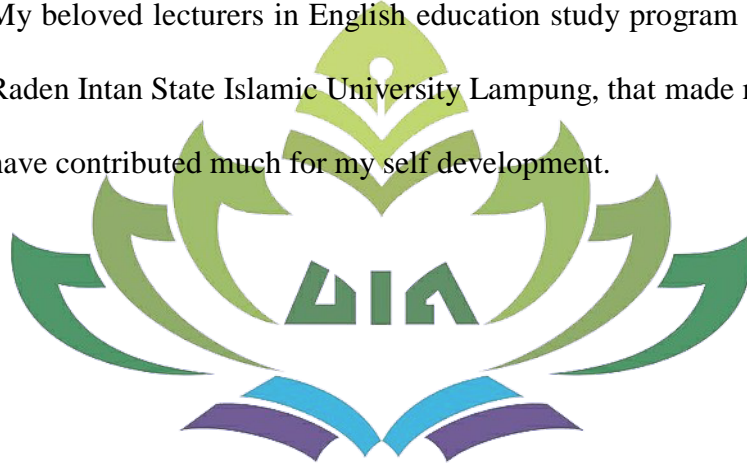 My beloved lecturers in English education study program
Raden Intan State Islamic University Lampung, that made
have contributed much for my self development.
UIN